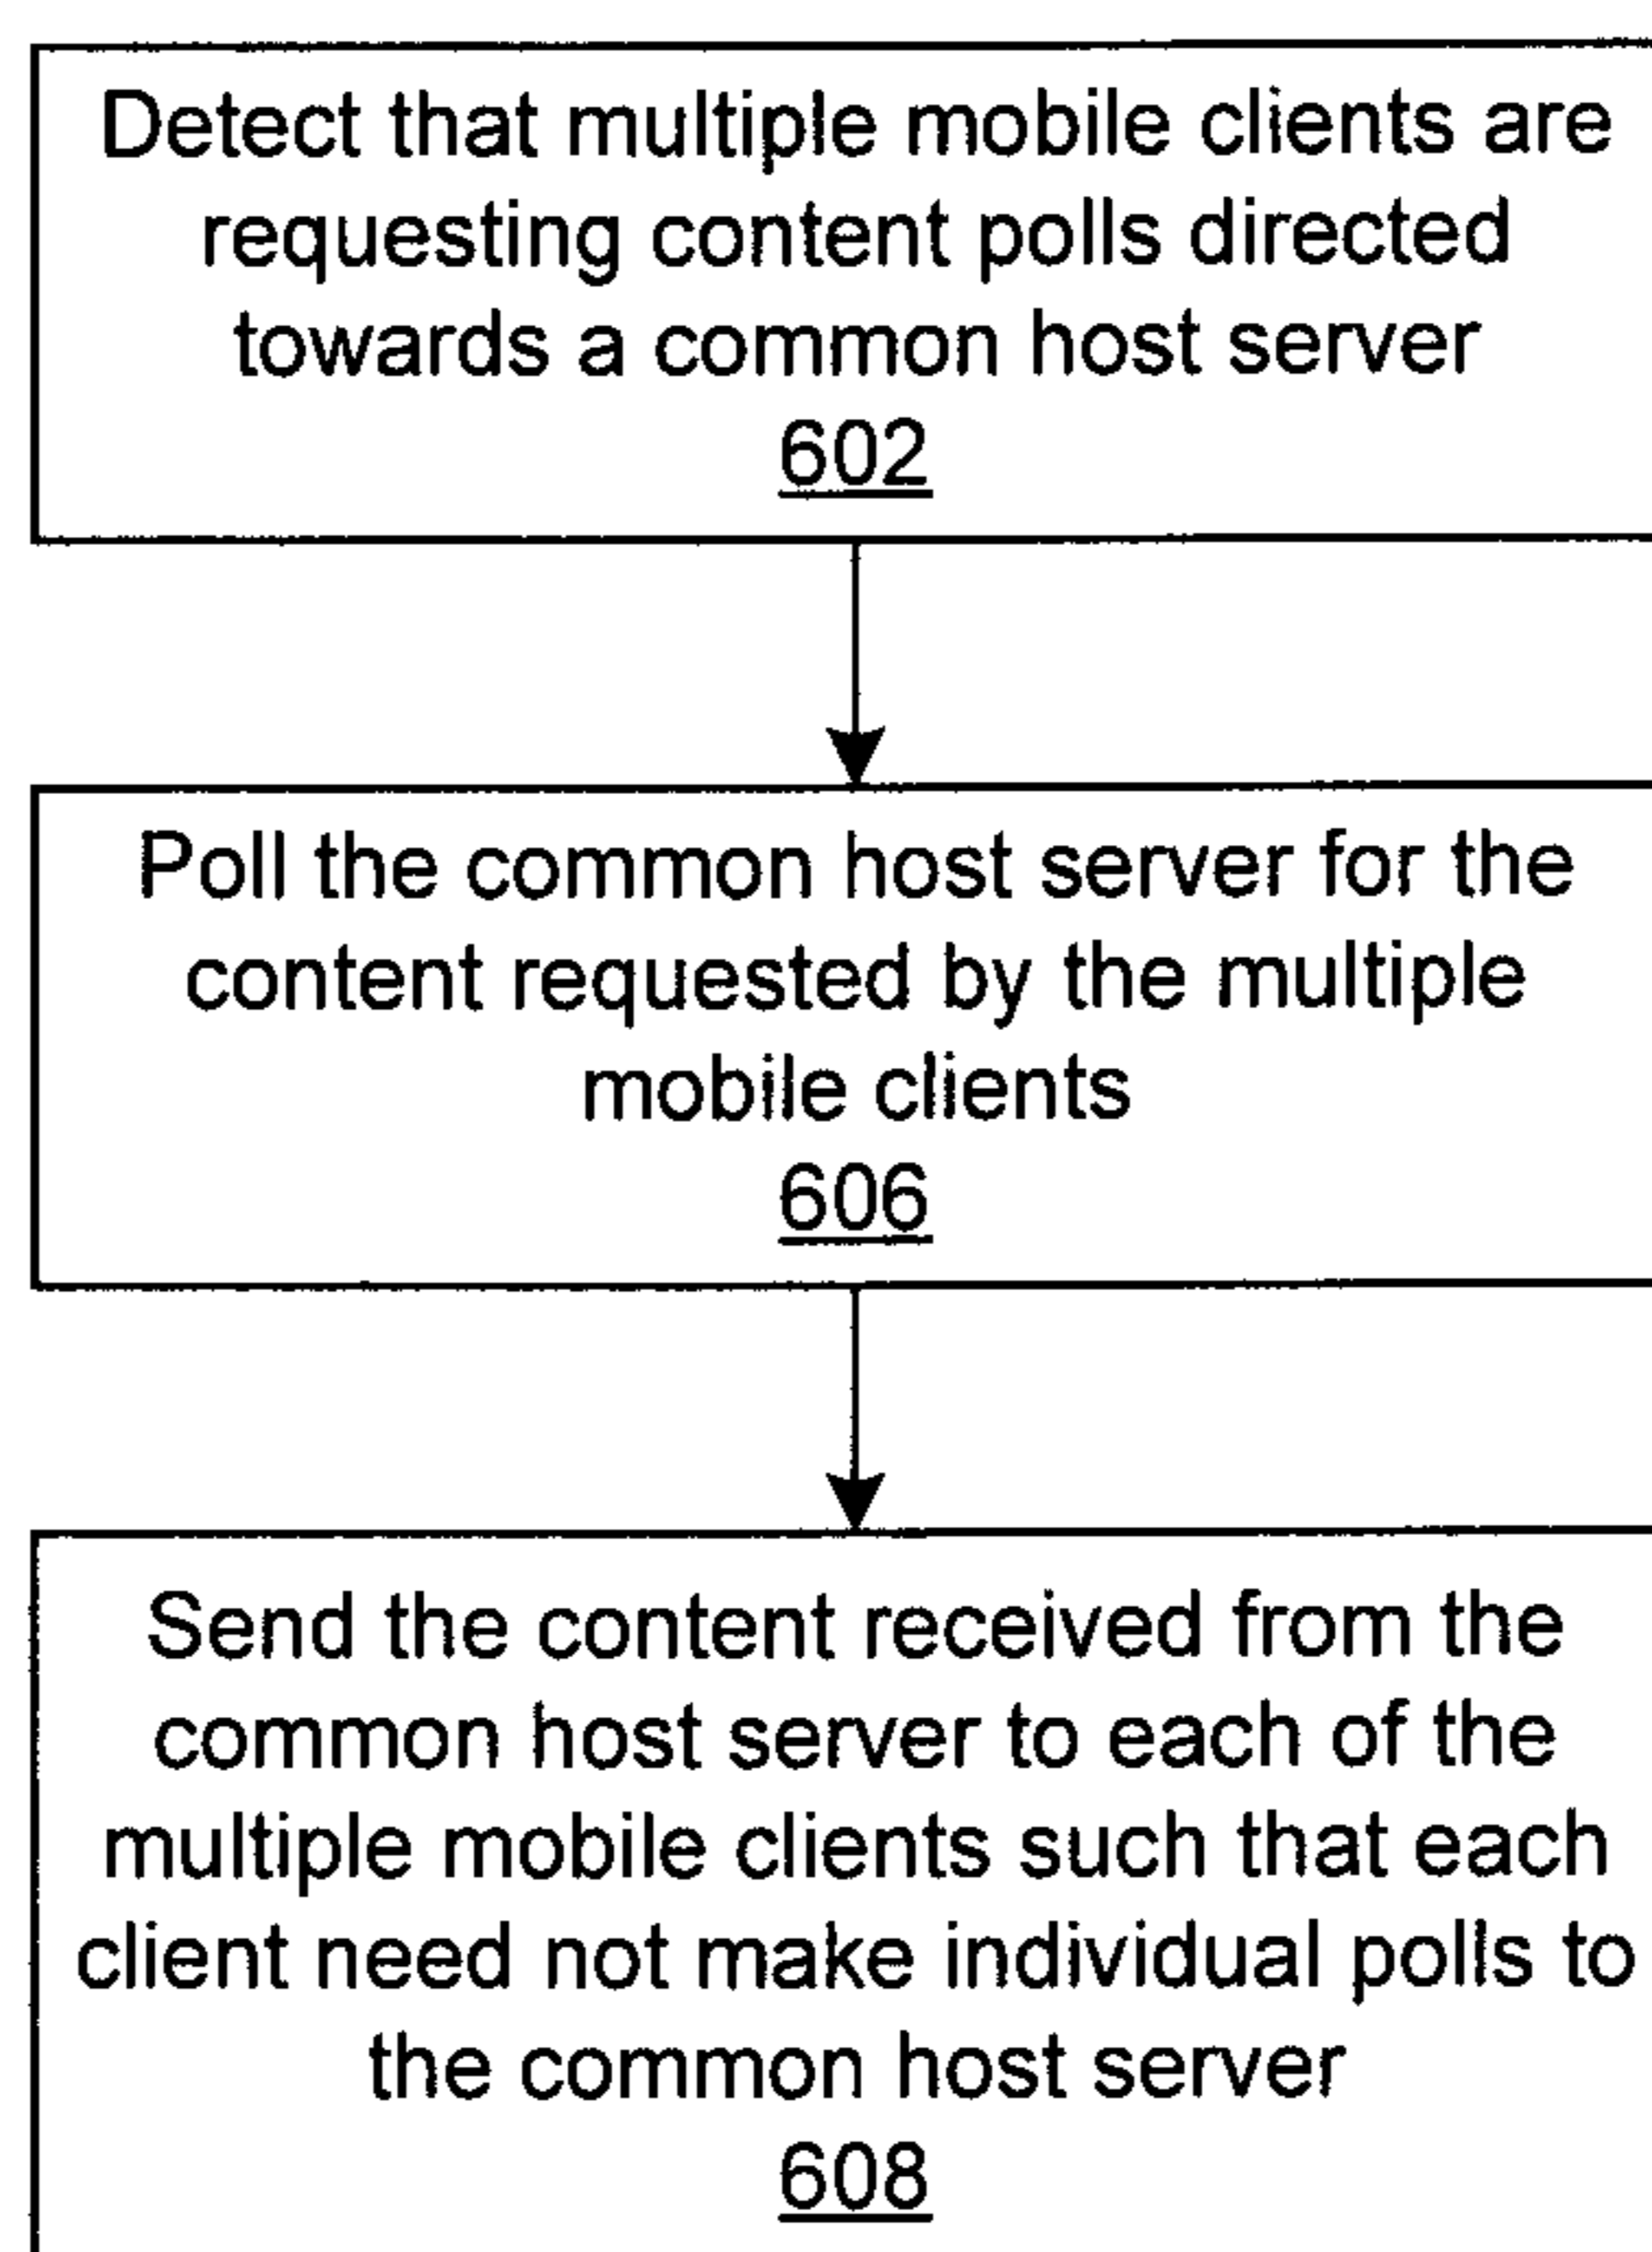 Detect that multiple mobile clients are
requesting content polls directed
towards a common host server
602
Poll the common host server for the
content requested by the multiple
mobile clients
606
Send the content received from the
common host server to each of the
multiple mobile clients such that each
client need not make individual polls to
the common host server
608